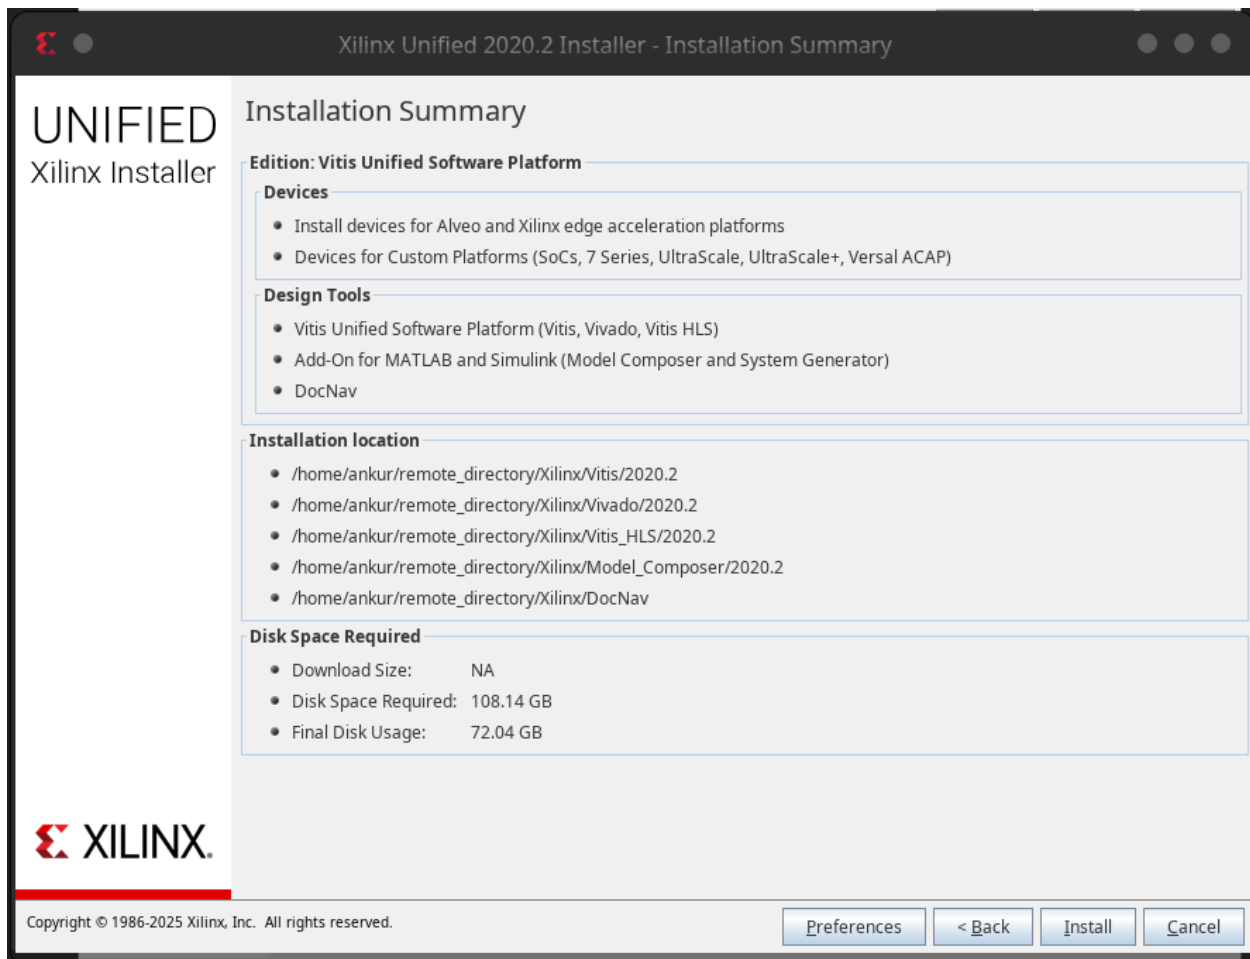 Xilinx Unified 2020.2 Installer - Installation Summary
UNIFIED
Xilinx Installer
Installation Summary
Edition: Vitis Unified Software Platform
Devices
Install devices for Alveo and Xilinx edge acceleration platforms
Devices for Custom Platforms (SoCs, 7 Series, UltraScale, UltraScale+, Versal ACAP)
Design Tools
Vitis Unified Software Platform (Vitis, Vivado, Vitis HLS)
Add-On for MATLAB and Simulink (Model Composer and System Generator)
DocNav
Installation location
/home/ankur/remote_directory/Xilinx/Vitis/2020.2
/home/ankur/remote_directory/Xilinx/Vivado/2020.2
/home/ankur/remote_directory/Xilinx/Vitis_HLS/2020.2
/home/ankur/remote_directory/Xilinx/Model_Composer/2020.2
/home/ankur/remote_directory/Xilinx/DocNav
Disk Space Required
Download Size: NA
Disk Space Required: 108.14 GB
Final Disk Usage: 72.04 GB
XILINX.
Copyright © 1986-2025 Xilinx, Inc. All rights reserved.
Preferences < Back Install Cancel